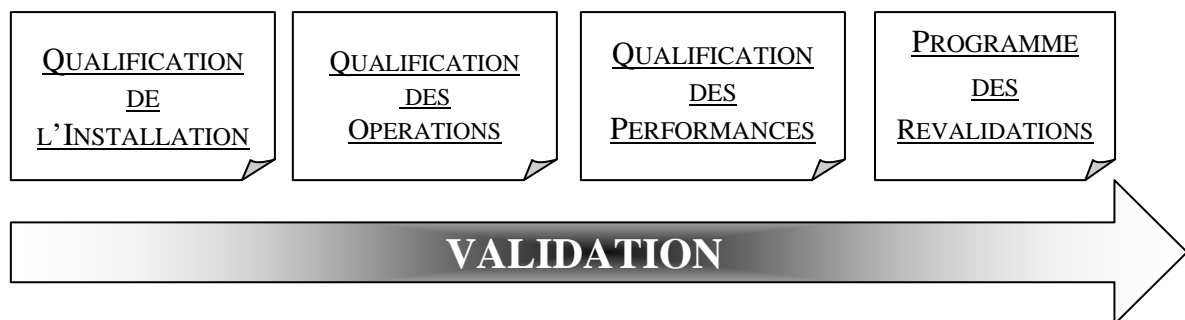 QUALIFICATION
DE
L’INSTALLATION
QUALIFICATION
DES
OPERATIONS
QUALIFICATION
DES
PERFORMANCES
PROGRAMME
DES
REVALIDATIONS
VALIDATION